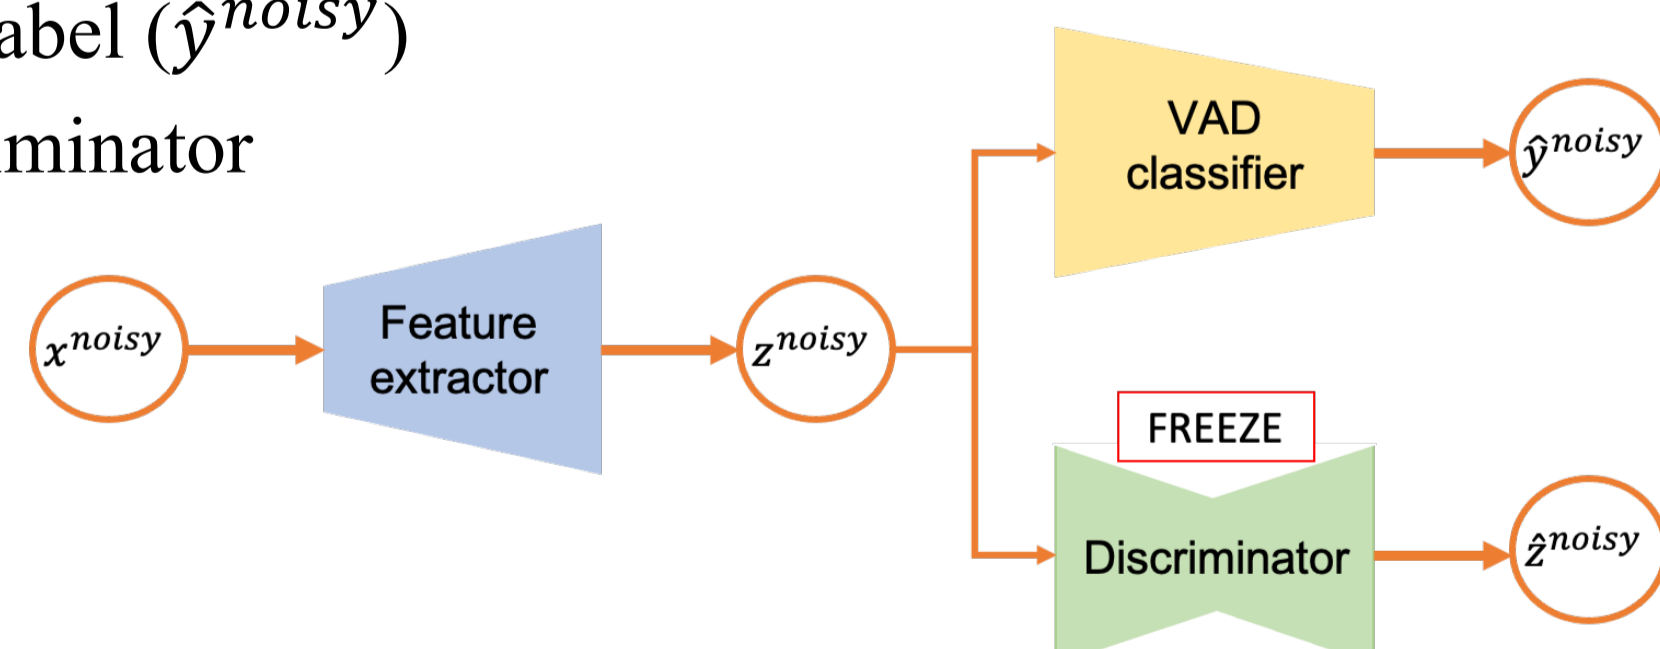 abel (ŷ^noisy)
minator
VAD
classifier
ŷ^noisy
Feature
extractor
x^noisy
z^noisy
FREEZE
Discriminator
ẑ^noisy